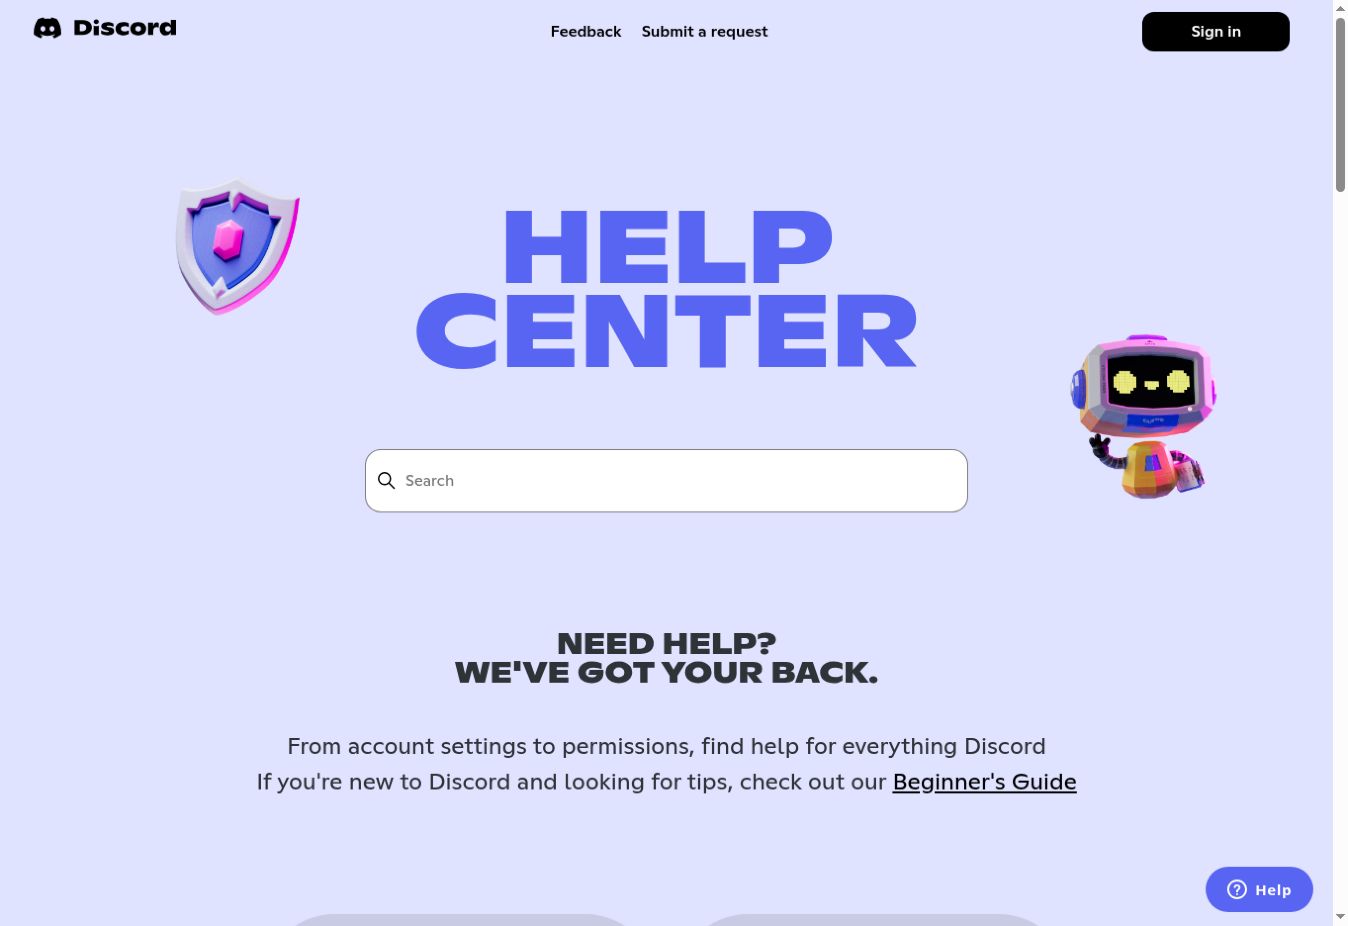 Discord
Feedback
Submit a request
Sign in
HELP
CENTER
Search
NEED HELP?
WE'VE GOT YOUR BACK.
From account settings to permissions, find help for everything Discord
If you're new to Discord and looking for tips, check out our Beginner's Guide
Help